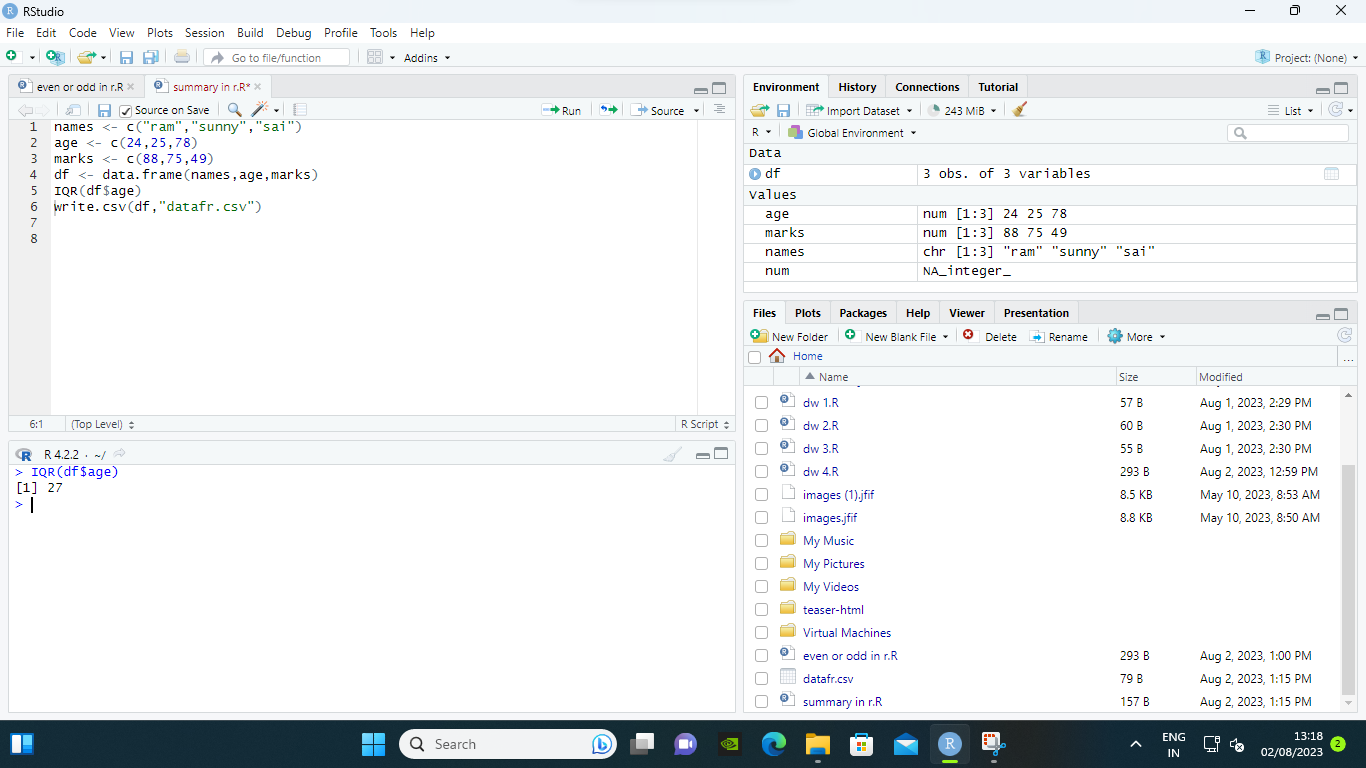 RStudio
File Edit Code View Plots Session Build Debug Profile Tools Help
Go to file/function Addins Project: (None)
even or odd in r.R summary in r.R*
Source on Save Run Source
1 names <- c("ram","sunny","sai")
2 age <- c(24,25,78)
3 marks <- c(88,75,49)
4 df <- data.frame(names,age,marks)
5 IQR(df$age)
6 write.csv(df,"datafr.csv")
7
8
6:1 (Top Level) R Script
R 4.2.2 · ~/
> IQR(df$age)
[1] 27
>
Environment History Connections Tutorial
Import Dataset 243 MiB List
R Global Environment
Data
df 3 obs. of 3 variables
Values
age num [1:3] 24 25 78
marks num [1:3] 88 75 49
names chr [1:3] "ram" "sunny" "sai"
num NA_integer_
Files Plots Packages Help Viewer Presentation
New Folder New Blank File Delete Rename More
Home ...
Name Size Modified
dw 1.R 57 B Aug 1, 2023, 2:29 PM
dw 2.R 60 B Aug 1, 2023, 2:30 PM
dw 3.R 55 B Aug 1, 2023, 2:30 PM
dw 4.R 293 B Aug 2, 2023, 12:59 PM
images (1).jfif 8.5 KB May 10, 2023, 8:53 AM
images.jfif 8.8 KB May 10, 2023, 8:50 AM
My Music
My Pictures
My Videos
teaser-html
Virtual Machines
even or odd in r.R 293 B Aug 2, 2023, 1:00 PM
datafr.csv 79 B Aug 2, 2023, 1:15 PM
summary in r.R 157 B Aug 2, 2023, 1:15 PM
Search
ENG
IN
13:18
02/08/2023
2